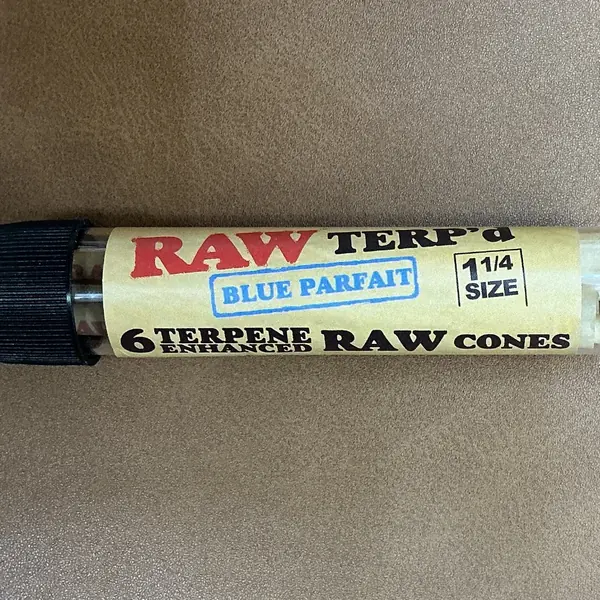 RAW TERP'd
BLUE PARFAIT
1 1/4
SIZE
6 TERPENE
ENHANCED RAW CONES